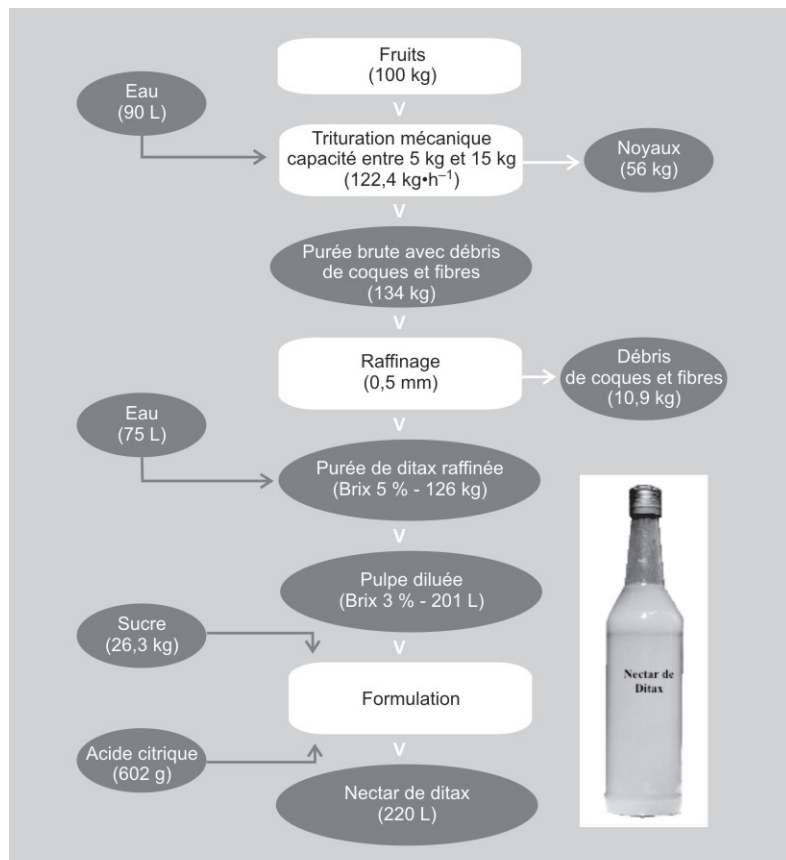 Fruits
(100 kg)
Eau
(90 L)
Trituration mécanique
capacité entre 5 kg et 15 kg
(122,4 kg•h–1)
Noyaux
(56 kg)
Purée brute avec débris
de coques et fibres
(134 kg)
Raffinage
(0,5 mm)
Débris
de coques et fibres
(10,9 kg)
Eau
(75 L)
Purée de ditax raffinée
(Brix 5 % - 126 kg)
Pulpe diluée
(Brix 3 % - 201 L)
Sucre
(26,3 kg)
Formulation
Acide citrique
(602 g)
Nectar de ditax
(220 L)
Nectar de
Ditax